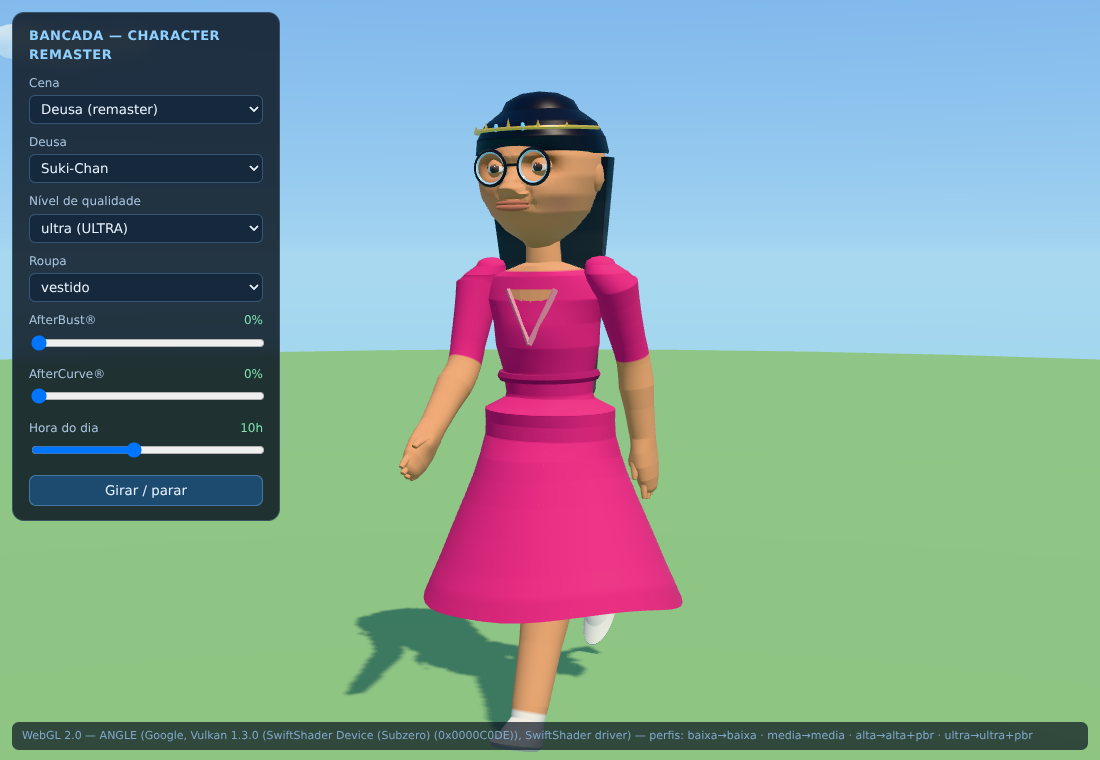 BANCADA — CHARACTER
REMASTER
Cena
Deusa (remaster)
Deusa
Suki-Chan
Nível de qualidade
ultra (ULTRA)
Roupa
vestido
AfterBust® 0%
AfterCurve® 0%
Hora do dia 10h
Girar / parar
WebGL 2.0 — ANGLE (Google, Vulkan 1.3.0 (SwiftShader Device (Subzero) (0x0000C0DE)), SwiftShader driver) — perfis: baixa→baixa · media→media · alta→alta+pbr · ultra→ultra+pbr